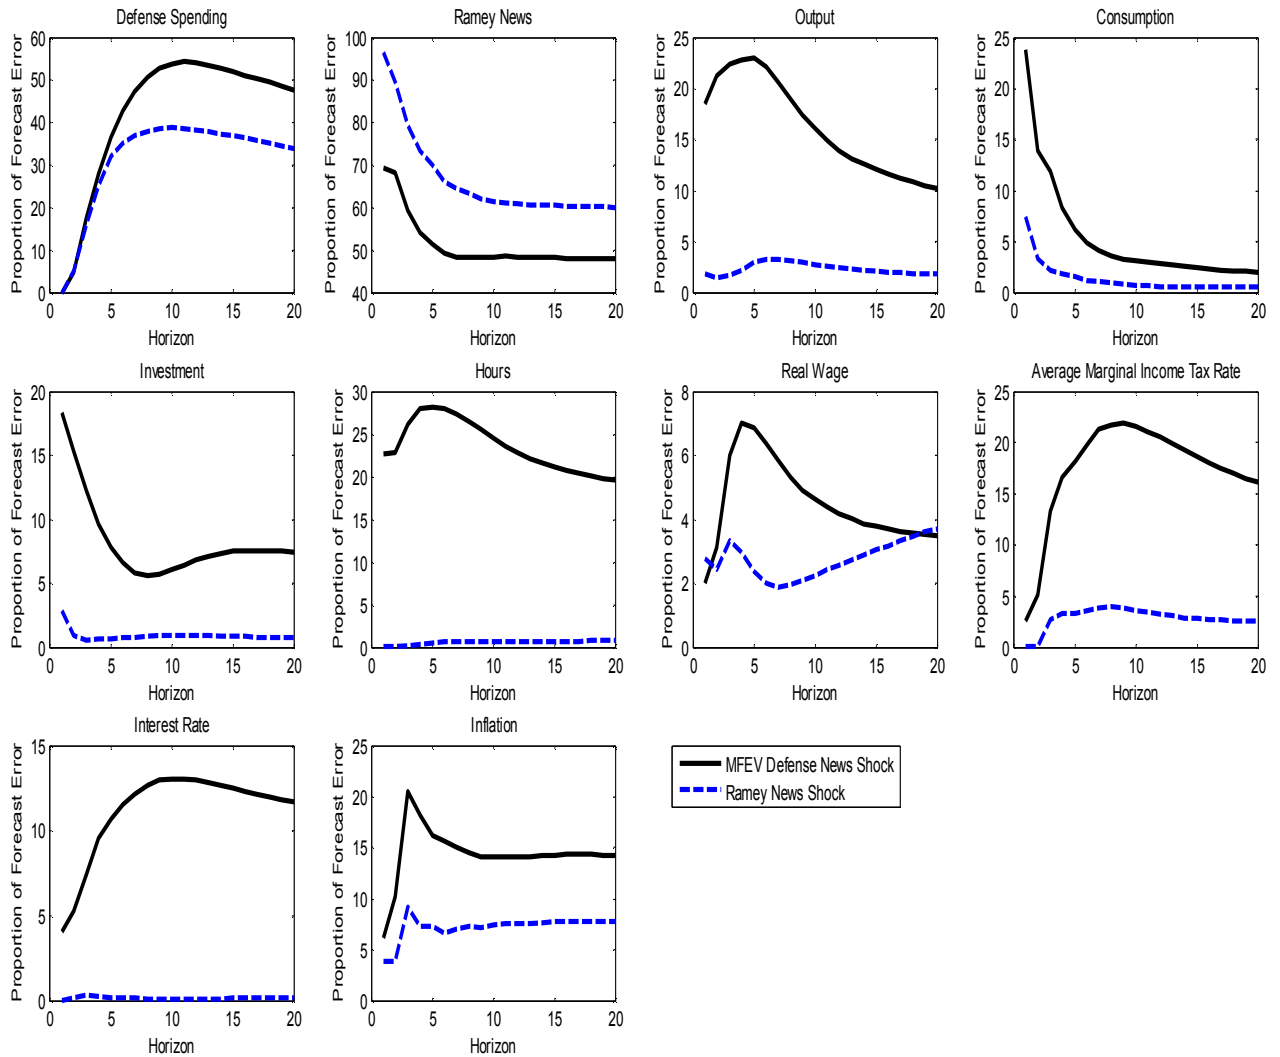 Defense Spending
Proportion of Forecast Error
60
50
40
30
20
10
0
0 5 10 15 20
Horizon
Ramey News
Proportion of Forecast Error
100
90
80
70
60
50
40
0 5 10 15 20
Horizon
Output
Proportion of Forecast Error
25
20
15
10
5
0
0 5 10 15 20
Horizon
Consumption
Proportion of Forecast Error
25
20
15
10
5
0
0 5 10 15 20
Horizon
Investment
Proportion of Forecast Error
20
15
10
5
0
0 5 10 15 20
Horizon
Hours
Proportion of Forecast Error
30
25
20
15
10
5
0
0 5 10 15 20
Horizon
Real Wage
Proportion of Forecast Error
8
6
4
2
0
0 5 10 15 20
Horizon
Average Marginal Income Tax Rate
Proportion of Forecast Error
25
20
15
10
5
0
0 5 10 15 20
Horizon
Interest Rate
Proportion of Forecast Error
15
10
5
0
0 5 10 15 20
Horizon
Inflation
Proportion of Forecast Error
25
20
15
10
5
0
0 5 10 15 20
Horizon
MFEV Defense News Shock
Ramey News Shock